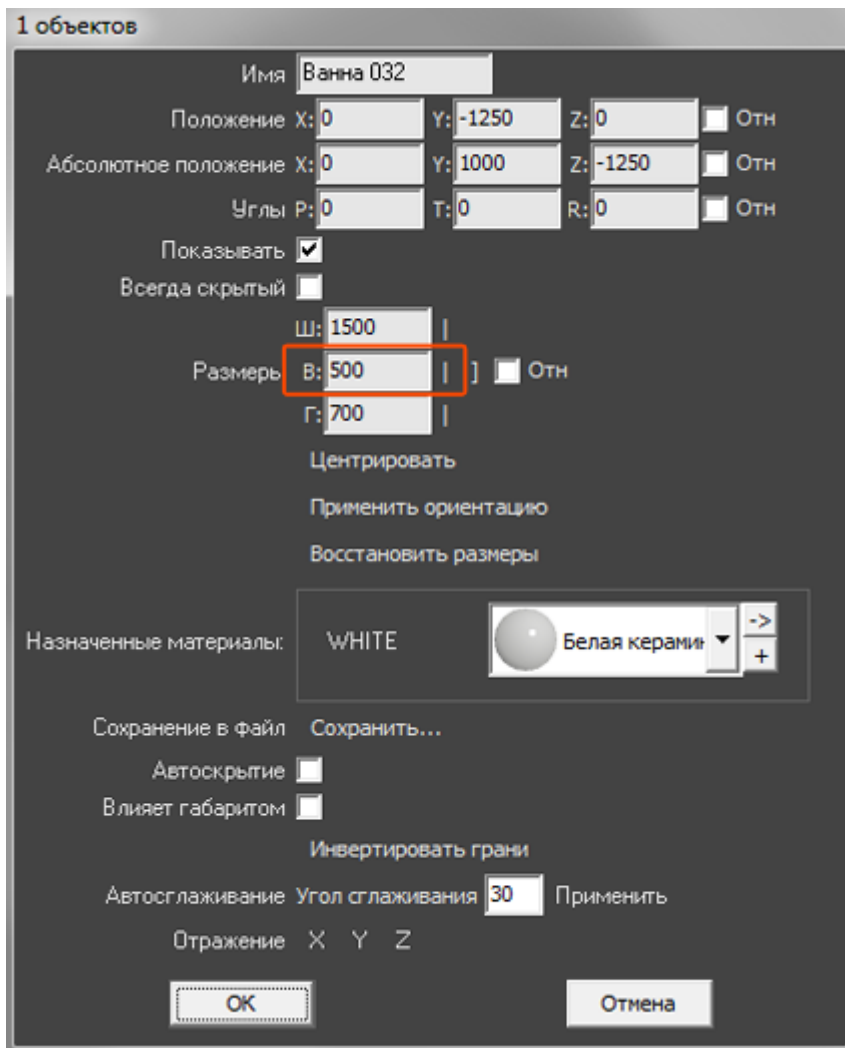 1 объектов
Имя Ванна 032
Положение X: 0 Y: -1250 Z: 0 Отн
Абсолютное положение X: 0 Y: 1000 Z: -1250 Отн
Углы P: 0 T: 0 R: 0 Отн
Показывать
Всегда скрытый
Ш: 1500 |
Размеры В: 500 | ] Отн
Г: 700 |
Центрировать
Применить ориентацию
Восстановить размеры
Назначенные материалы: WHITE Белая керами ->
+
Сохранение в файл Сохранить...
Автоскрытие
Влияет габаритом
Инвертировать грани
Автосглаживание Угол сглаживания 30 Применить
Отражение X Y Z
OK Отмена